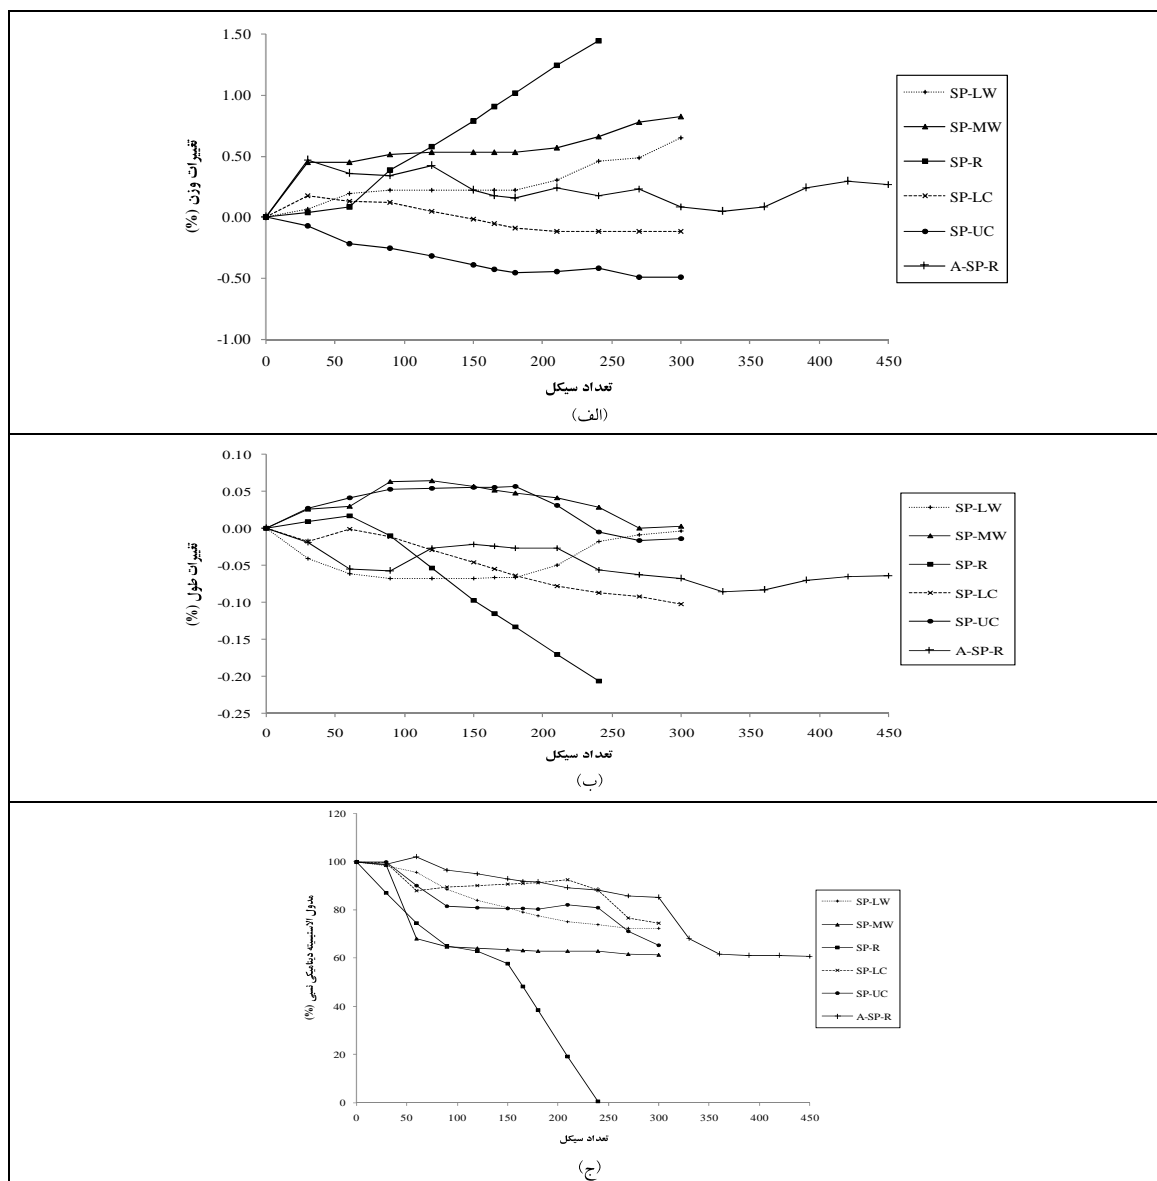 1.50
1.00
0.50
0.00
-0.50
-1.00
تغییرات وزن (%)
0 50 100 150 200 250 300 350 400 450
تعداد سیکل
SP-LW
SP-MW
SP-R
SP-LC
SP-UC
A-SP-R
(الف)
0.10
0.05
0.00
-0.05
-0.10
-0.15
-0.20
-0.25
تغییرات طول (%)
0 50 100 150 200 250 300 350 400 450
تعداد سیکل
SP-LW
SP-MW
SP-R
SP-LC
SP-UC
A-SP-R
(ب)
120
100
80
60
40
20
0
مدول الاستیسیته دینامیکی نسبی (%)
0 50 100 150 200 250 300 350 400 450
تعداد سیکل
SP-LW
SP-MW
SP-R
SP-LC
SP-UC
A-SP-R
(ج)